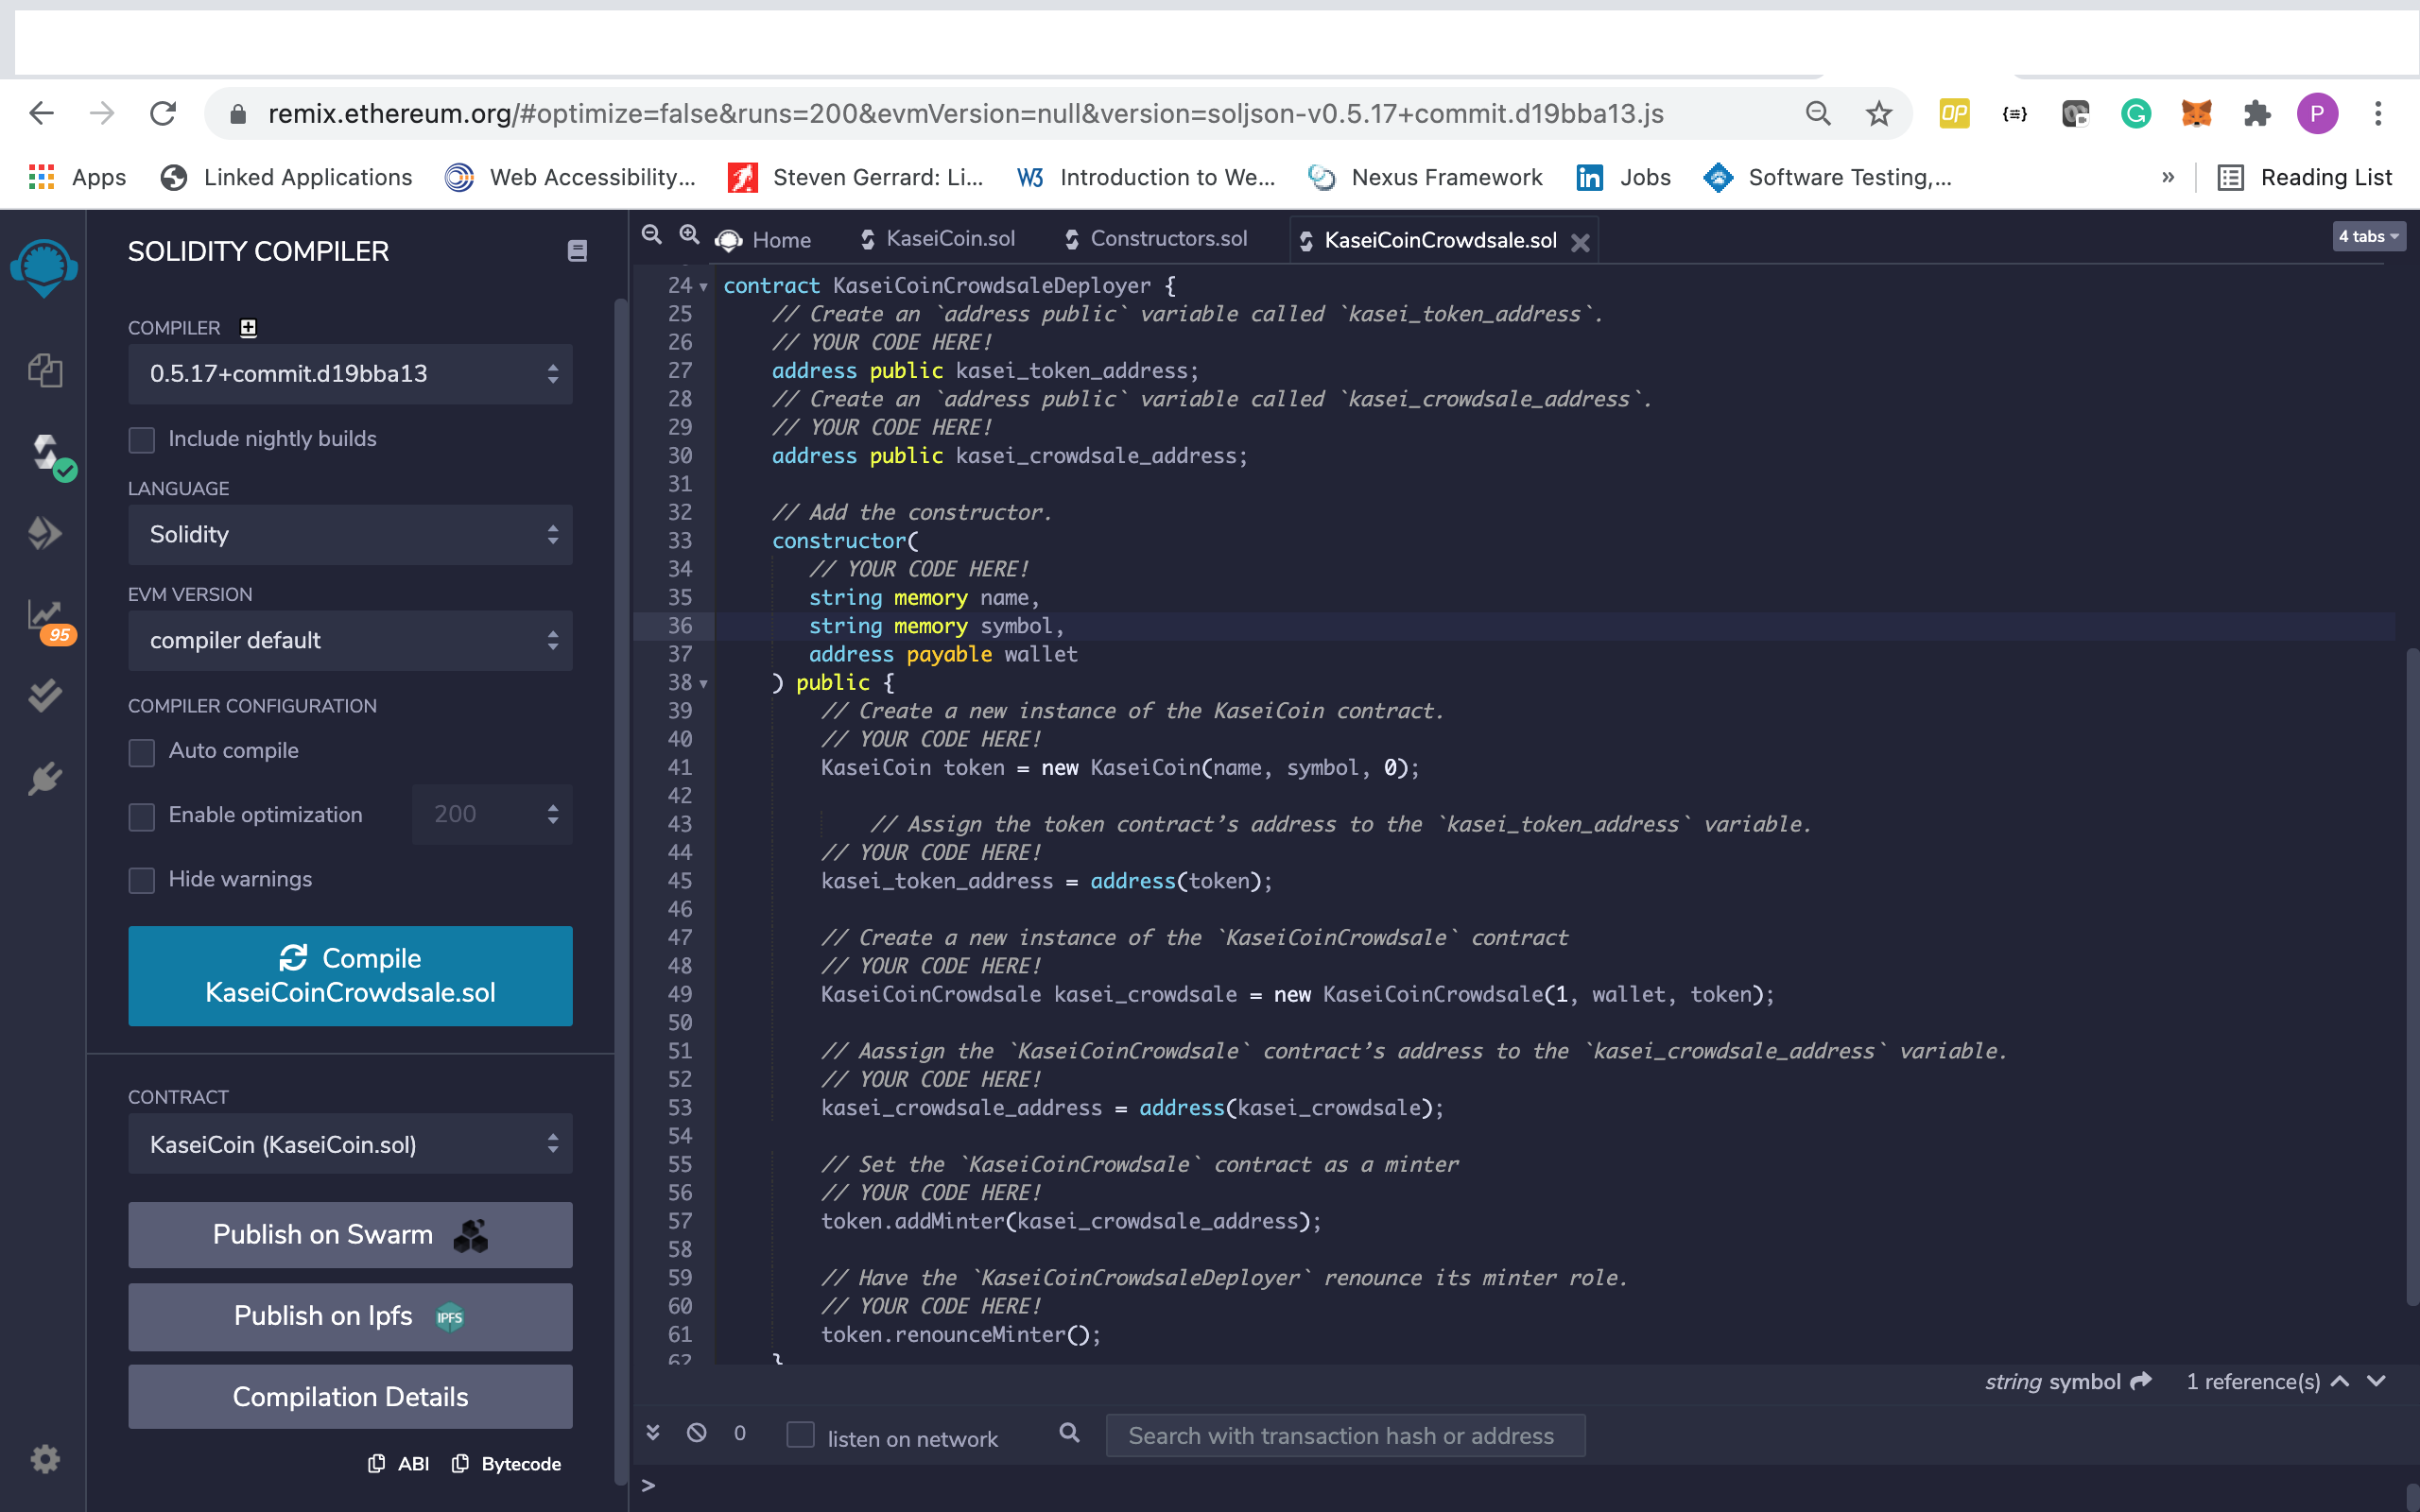 remix.ethereum.org/#optimize=false&runs=200&evmVersion=null&version=soljson-v0.5.17+commit.d19bba13.js
OP
G
P
Apps
Linked Applications
Web Accessibility...
Steven Gerrard: Li...
W3 Introduction to We...
Nexus Framework
in Jobs
Software Testing,...
»
Reading List
SOLIDITY COMPILER
COMPILER
0.5.17+commit.d19bba13
Include nightly builds
LANGUAGE
Solidity
EVM VERSION
compiler default
95
COMPILER CONFIGURATION
Auto compile
Enable optimization
200
Hide warnings
Compile
KaseiCoinCrowdsale.sol
CONTRACT
KaseiCoin (KaseiCoin.sol)
Publish on Swarm
Publish on Ipfs
IPFS
Compilation Details
ABI
Bytecode
Home
KaseiCoin.sol
Constructors.sol
KaseiCoinCrowdsale.sol
4 tabs
24 contract KaseiCoinCrowdsaleDeployer {
25 // Create an `address public` variable called `kasei_token_address`.
26 // YOUR CODE HERE!
27 address public kasei_token_address;
28 // Create an `address public` variable called `kasei_crowdsale_address`.
29 // YOUR CODE HERE!
30 address public kasei_crowdsale_address;
31
32 // Add the constructor.
33 constructor(
34 // YOUR CODE HERE!
35 string memory name,
36 string memory symbol,
37 address payable wallet
38 ) public {
39 // Create a new instance of the KaseiCoin contract.
40 // YOUR CODE HERE!
41 KaseiCoin token = new KaseiCoin(name, symbol, 0);
42
43 // Assign the token contract’s address to the `kasei_token_address` variable.
44 // YOUR CODE HERE!
45 kasei_token_address = address(token);
46
47 // Create a new instance of the `KaseiCoinCrowdsale` contract
48 // YOUR CODE HERE!
49 KaseiCoinCrowdsale kasei_crowdsale = new KaseiCoinCrowdsale(1, wallet, token);
50
51 // Aassign the `KaseiCoinCrowdsale` contract’s address to the `kasei_crowdsale_address` variable.
52 // YOUR CODE HERE!
53 kasei_crowdsale_address = address(kasei_crowdsale);
54
55 // Set the `KaseiCoinCrowdsale` contract as a minter
56 // YOUR CODE HERE!
57 token.addMinter(kasei_crowdsale_address);
58
59 // Have the `KaseiCoinCrowdsaleDeployer` renounce its minter role.
60 // YOUR CODE HERE!
61 token.renounceMinter();
62 }
string symbol
1 reference(s)
0
listen on network
Search with transaction hash or address
>